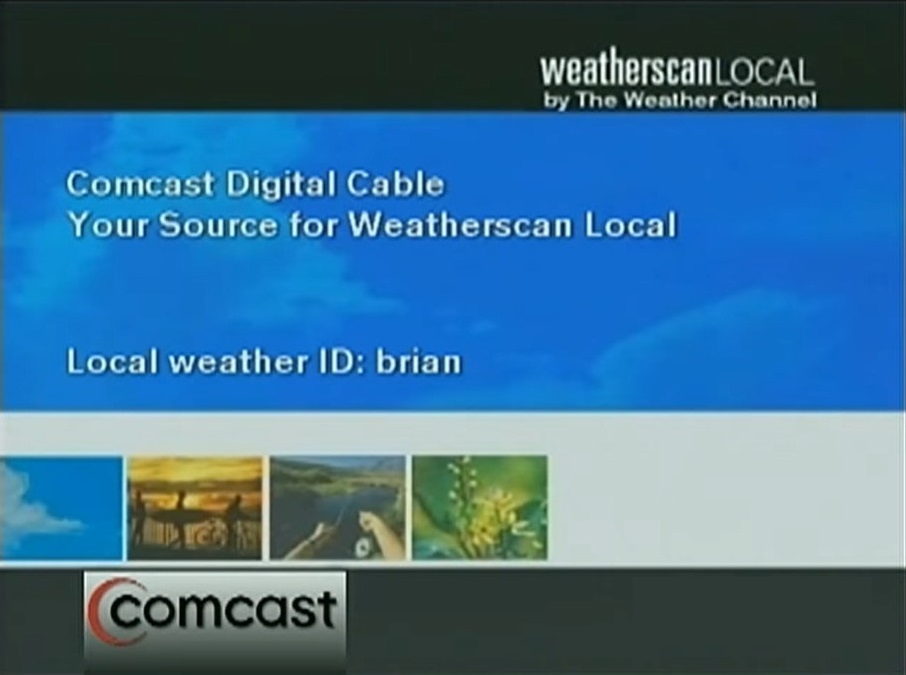 weatherscanLOCAL
by The Weather Channel
Comcast Digital Cable
Your Source for Weatherscan Local
Local weather ID: brian
comcast